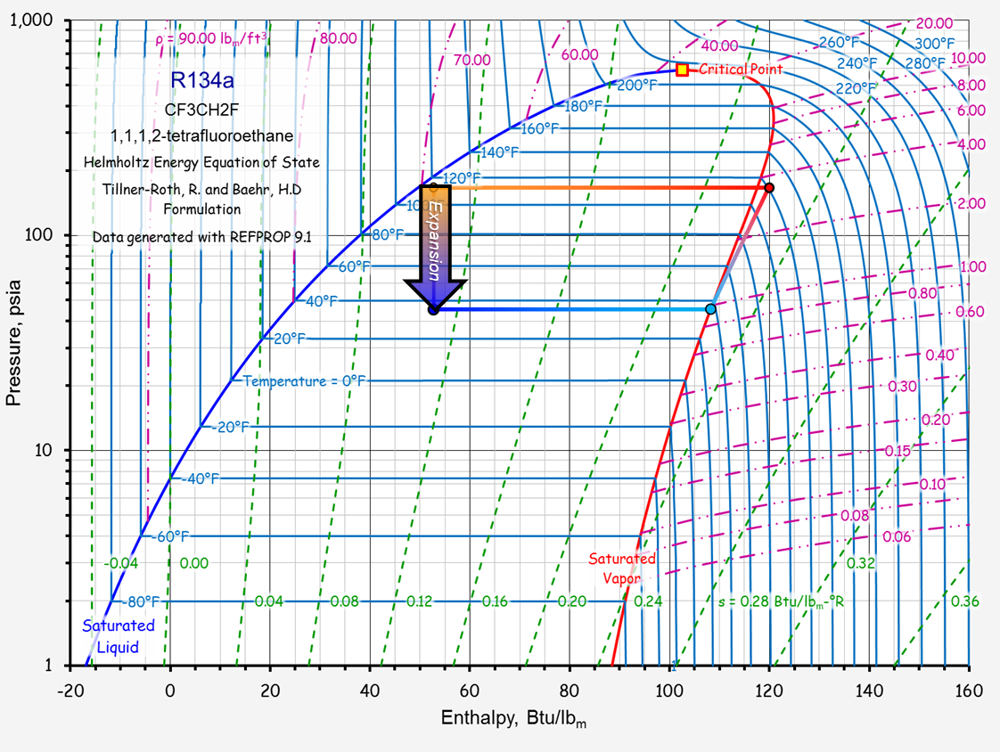 1,000
100
10
1
Pressure, psia
-20
0
20
40
60
80
100
120
140
160
Enthalpy, Btu/lbm
ρ = 90.00 lbm/ft³
80.00
70.00
60.00
40.00
20.00
10.00
8.00
6.00
4.00
2.00
1.00
0.80
0.60
0.40
0.30
0.20
0.15
0.10
0.08
0.06
R134a
CF3CH2F
1,1,1,2-tetrafluoroethane
Helmholtz Energy Equation of State
Tillner-Roth, R. and Baehr, H.D
Formulation
Data generated with REFPROP 9.1
Critical Point
260°F
300°F
240°F
280°F
220°F
200°F
180°F
160°F
140°F
120°F
80°F
60°F
40°F
20°F
Temperature = 0°F
-20°F
-40°F
-60°F
-80°F
Expansion
Saturated
Liquid
Saturated
Vapor
-0.04
0.00
0.04
0.08
0.12
0.16
0.20
0.24
s = 0.28 Btu/lbm-°R
0.32
0.36